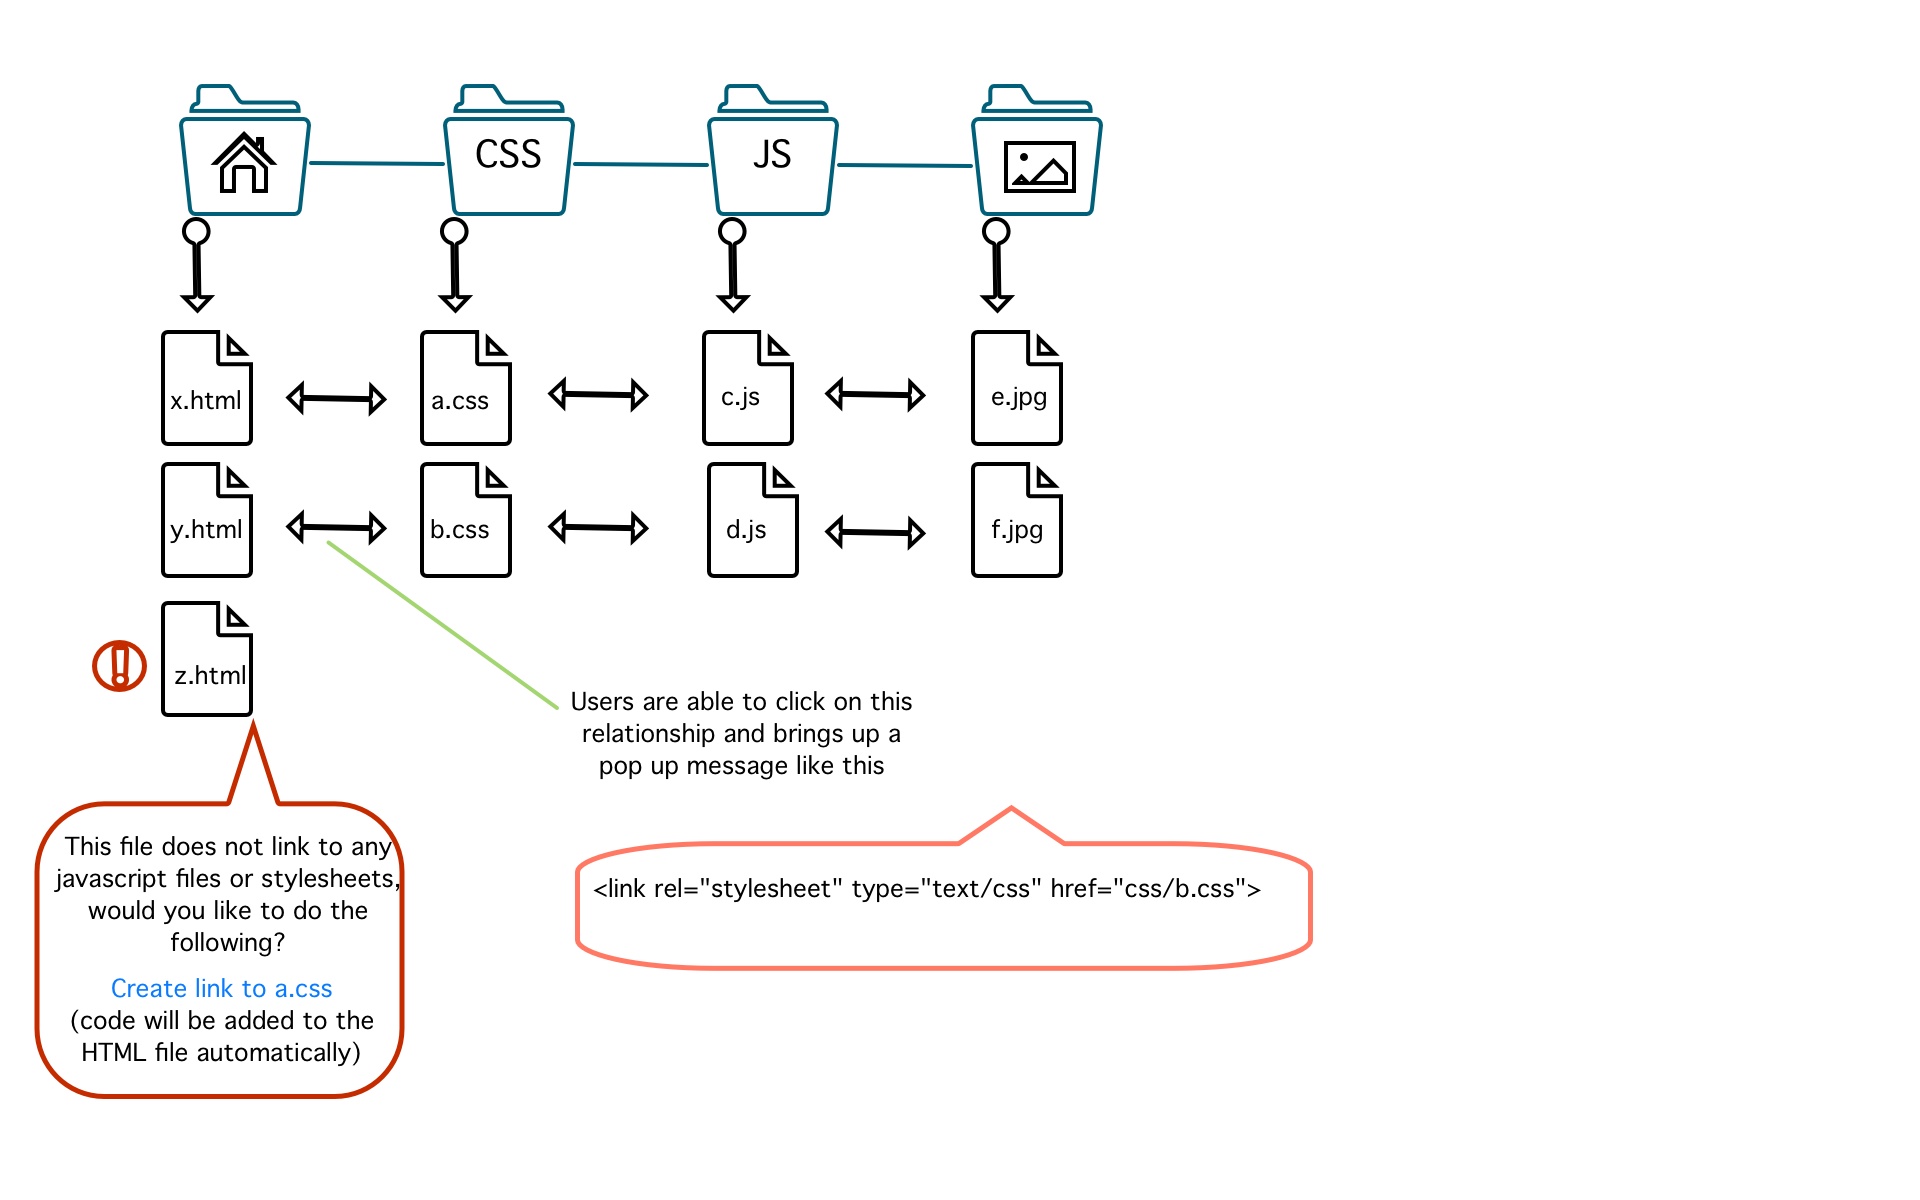 CSS
JS
x.html
a.css
c.js
e.jpg
y.html
b.css
d.js
f.jpg
z.html
Users are able to click on this
relationship and brings up a
pop up message like this
This file does not link to any
javascript files or stylesheets,
would you like to do the
following?
Create link to a.css
(code will be added to the
HTML file automatically)
<link rel="stylesheet" type="text/css" href="css/b.css">